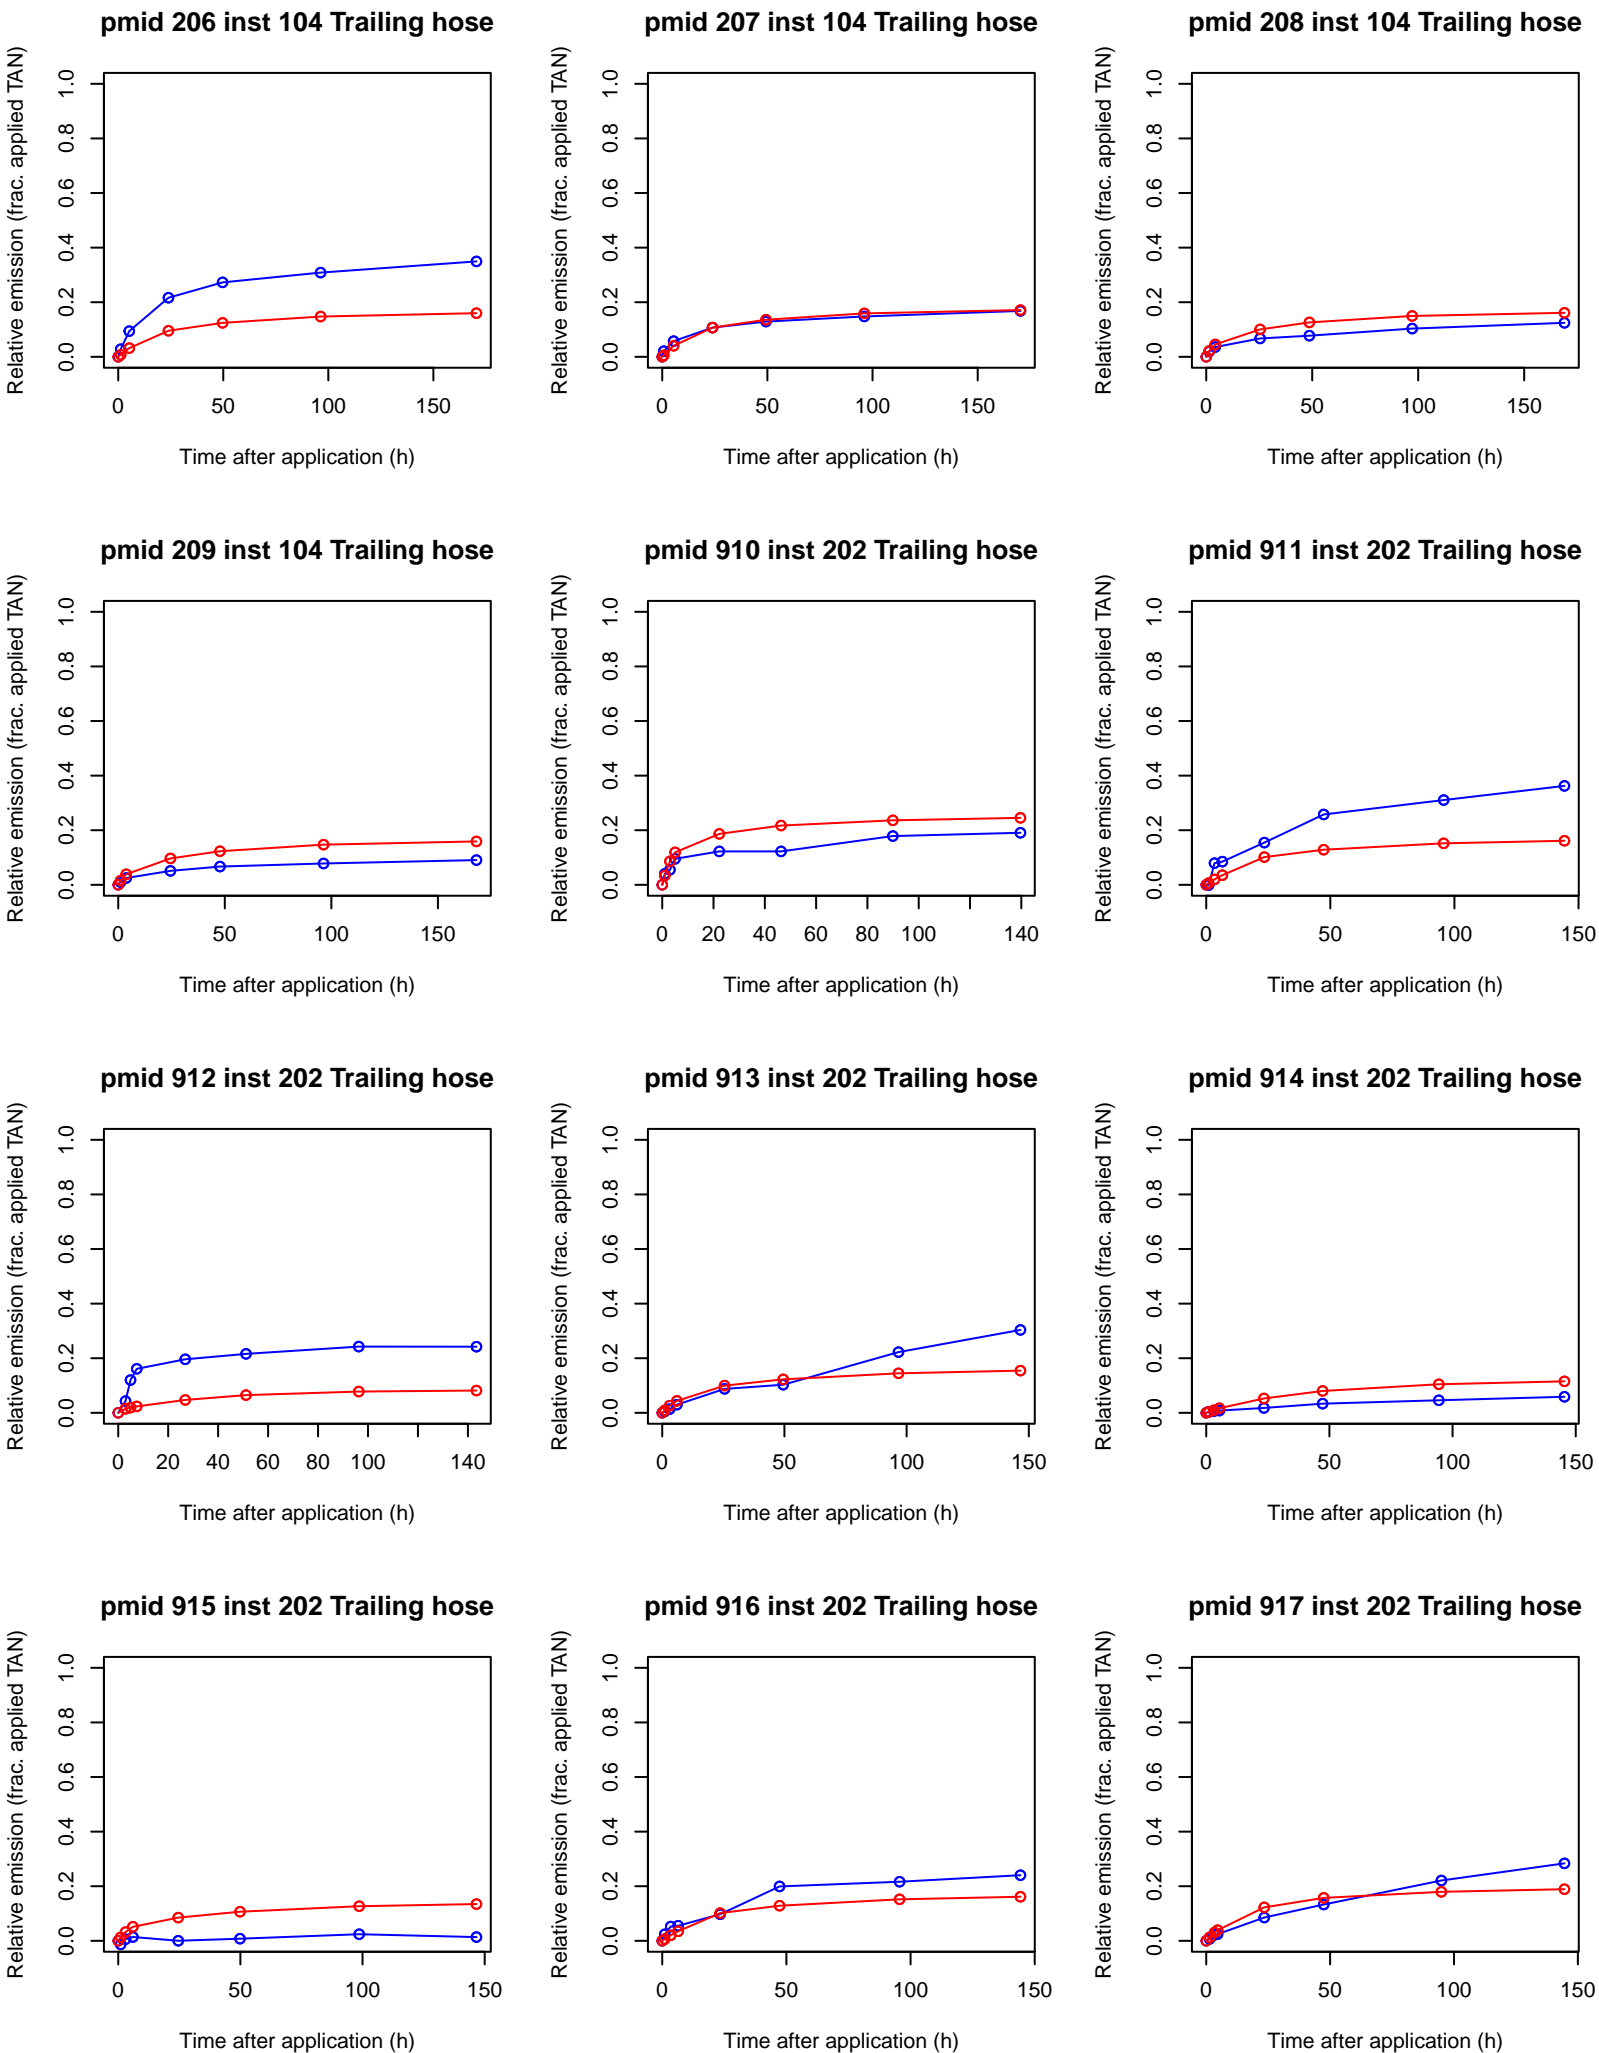 pmid 206 inst 104 Trailing hose
Relative emission (frac. applied TAN)
0.0 0.2 0.4 0.6 0.8 1.0
0 50 100 150
Time after application (h)
pmid 207 inst 104 Trailing hose
Relative emission (frac. applied TAN)
0.0 0.2 0.4 0.6 0.8 1.0
0 50 100 150
Time after application (h)
pmid 208 inst 104 Trailing hose
Relative emission (frac. applied TAN)
0.0 0.2 0.4 0.6 0.8 1.0
0 50 100 150
Time after application (h)
pmid 209 inst 104 Trailing hose
Relative emission (frac. applied TAN)
0.0 0.2 0.4 0.6 0.8 1.0
0 50 100 150
Time after application (h)
pmid 910 inst 202 Trailing hose
Relative emission (frac. applied TAN)
0.0 0.2 0.4 0.6 0.8 1.0
0 20 40 60 80 100 140
Time after application (h)
pmid 911 inst 202 Trailing hose
Relative emission (frac. applied TAN)
0.0 0.2 0.4 0.6 0.8 1.0
0 50 100 150
Time after application (h)
pmid 912 inst 202 Trailing hose
Relative emission (frac. applied TAN)
0.0 0.2 0.4 0.6 0.8 1.0
0 20 40 60 80 100 140
Time after application (h)
pmid 913 inst 202 Trailing hose
Relative emission (frac. applied TAN)
0.0 0.2 0.4 0.6 0.8 1.0
0 50 100 150
Time after application (h)
pmid 914 inst 202 Trailing hose
Relative emission (frac. applied TAN)
0.0 0.2 0.4 0.6 0.8 1.0
0 50 100 150
Time after application (h)
pmid 915 inst 202 Trailing hose
Relative emission (frac. applied TAN)
0.0 0.2 0.4 0.6 0.8 1.0
0 50 100 150
Time after application (h)
pmid 916 inst 202 Trailing hose
Relative emission (frac. applied TAN)
0.0 0.2 0.4 0.6 0.8 1.0
0 50 100 150
Time after application (h)
pmid 917 inst 202 Trailing hose
Relative emission (frac. applied TAN)
0.0 0.2 0.4 0.6 0.8 1.0
0 50 100 150
Time after application (h)